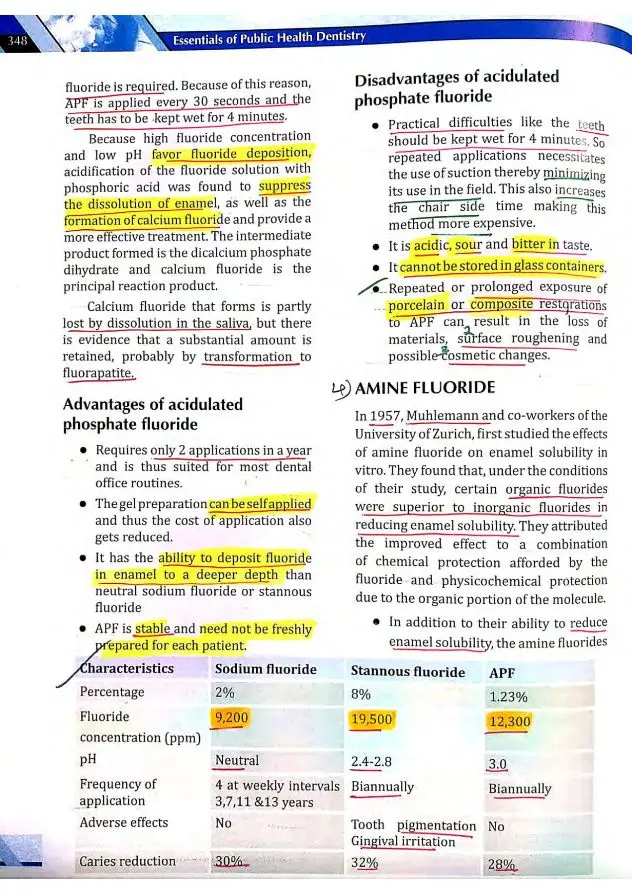 348
Essentials of Public Health Dentistry
fluoride is required. Because of this reason,
APF is applied every 30 seconds and the
teeth has to be kept wet for 4 minutes.
Because high fluoride concentration
and low pH favor fluoride deposition,
acidification of the fluoride solution with
phosphoric acid was found to suppress
the dissolution of enamel, as well as the
formation of calcium fluoride and provide a
more effective treatment. The intermediate
product formed is the dicalcium phosphate
dihydrate and calcium fluoride is the
principal reaction product.
Calcium fluoride that forms is partly
lost by dissolution in the saliva, but there
is evidence that a substantial amount is
retained, probably by transformation to
fluorapatite.
Advantages of acidulated
phosphate fluoride
• Requires only 2 applications in a year
and is thus suited for most dental
office routines.
• The gel preparation can be self applied
and thus the cost of application also
gets reduced.
• It has the ability to deposit fluoride
in enamel to a deeper depth than
neutral sodium fluoride or stannous
fluoride
• APF is stable and need not be freshly
prepared for each patient.
Disadvantages of acidulated
phosphate fluoride
• Practical difficulties like the teeth
should be kept wet for 4 minutes. So
repeated applications necessitates
the use of suction thereby minimizing
its use in the field. This also increases
the chair side time making this
method more expensive.
• It is acidic, sour and bitter in taste.
• It cannot be stored in glass containers.
• Repeated or prolonged exposure of
porcelain or composite restorations
to APF can result in the loss of
materials, surface roughening and
possible cosmetic changes.
4) AMINE FLUORIDE
In 1957, Muhlemann and co-workers of the
University of Zurich, first studied the effects
of amine fluoride on enamel solubility in
vitro. They found that, under the conditions
of their study, certain organic fluorides
were superior to inorganic fluorides in
reducing enamel solubility. They attributed
the improved effect to a combination
of chemical protection afforded by the
fluoride and physicochemical protection
due to the organic portion of the molecule.
• In addition to their ability to reduce
enamel solubility, the amine fluorides
Characteristics Sodium fluoride Stannous fluoride APF
Percentage 2% 8% 1.23%
Fluoride 9,200 19,500 12,300
concentration (ppm)
pH Neutral 2.4-2.8 3.0
Frequency of 4 at weekly intervals Biannually Biannually
application 3,7,11 &13 years
Adverse effects No Tooth pigmentation No
Gingival irritation
Caries reduction 30% 32% 28%